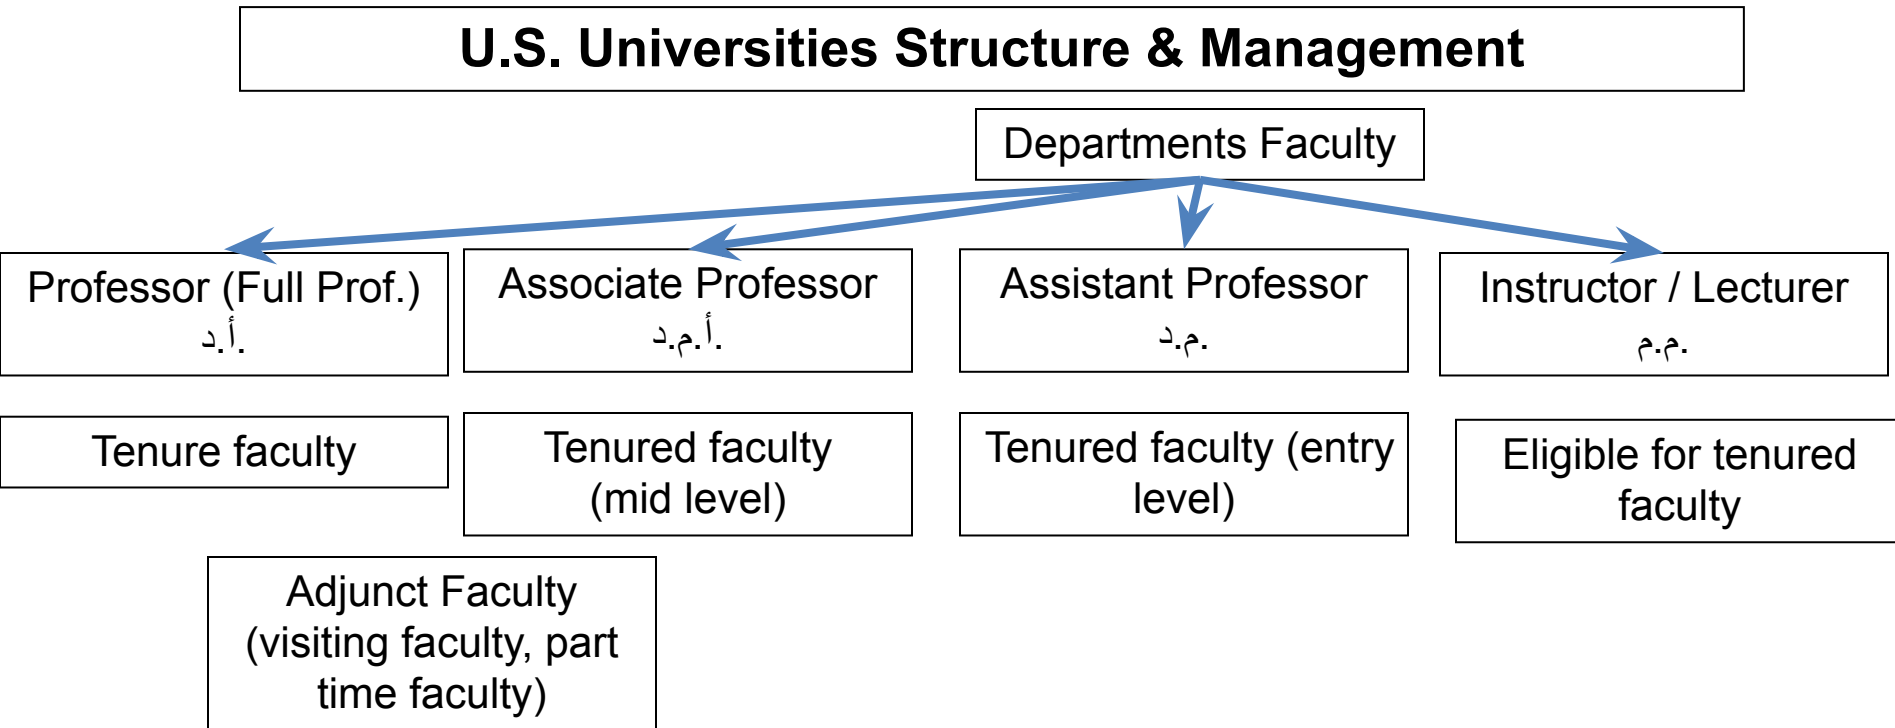 U.S. Universities Structure & Management
Departments Faculty
Professor (Full Prof.)
أ.د.
Associate Professor
أ.م.د.
Assistant Professor
م.د.
Instructor / Lecturer
م.م.
Tenure faculty
Tenured faculty
(mid level)
Tenured faculty (entry
level)
Eligible for tenured
faculty
Adjunct Faculty
(visiting faculty, part
time faculty)